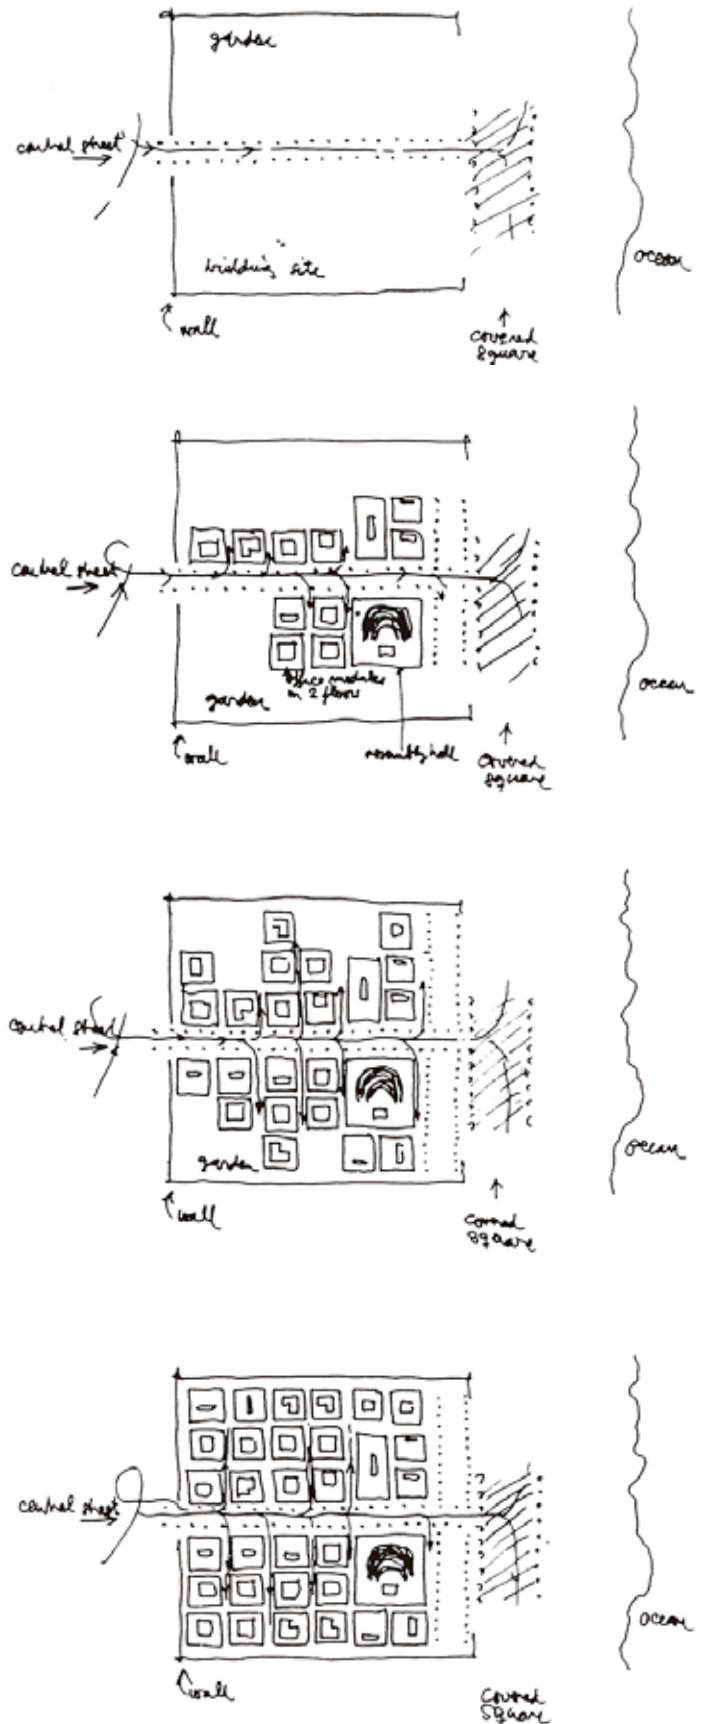 garden
central street
building site
ocean
wall
covered
square
central street
office modules
in 2 floors
garden
ocean
wall
assembly hall
covered
square
central street
garden
ocean
wall
covered
square
central street
ocean
wall
covered
square